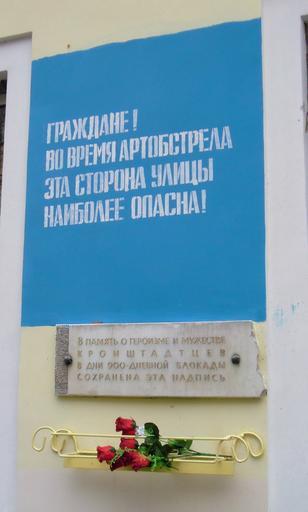 ГРАЖДАНЕ!
ВО ВРЕМЯ АРТОБСТРЕЛА
ЭТА СТОРОНА УЛИЦЫ
НАИБОЛЕЕ ОПАСНА!
В ПАМЯТЬ О ГЕРОИЗМЕ И МУЖЕСТВЕ
КРОНШТАДТЦЕВ
В ДНИ 900-ДНЕВНОЙ БЛОКАДЫ
СОХРАНЕНА ЭТА НАДПИСЬ